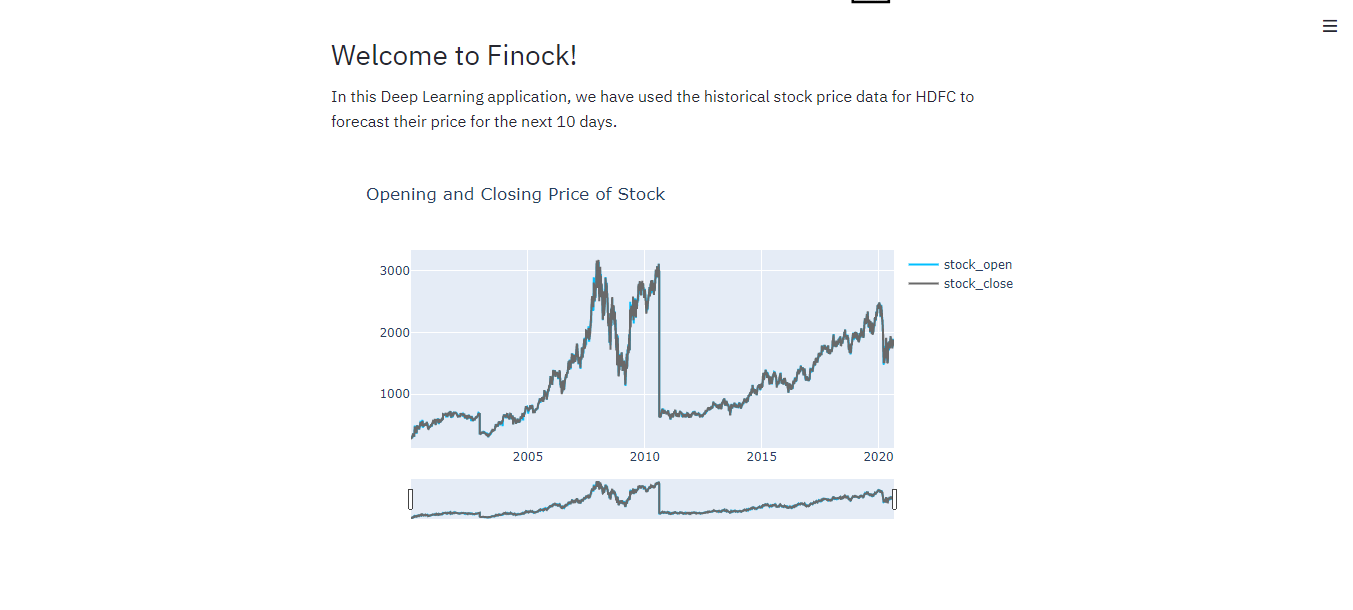 Welcome to Finock!
In this Deep Learning application, we have used the historical stock price data for HDFC to
forecast their price for the next 10 days.
Opening and Closing Price of Stock
3000
2000
1000
2005 2010 2015 2020
stock_open
stock_close